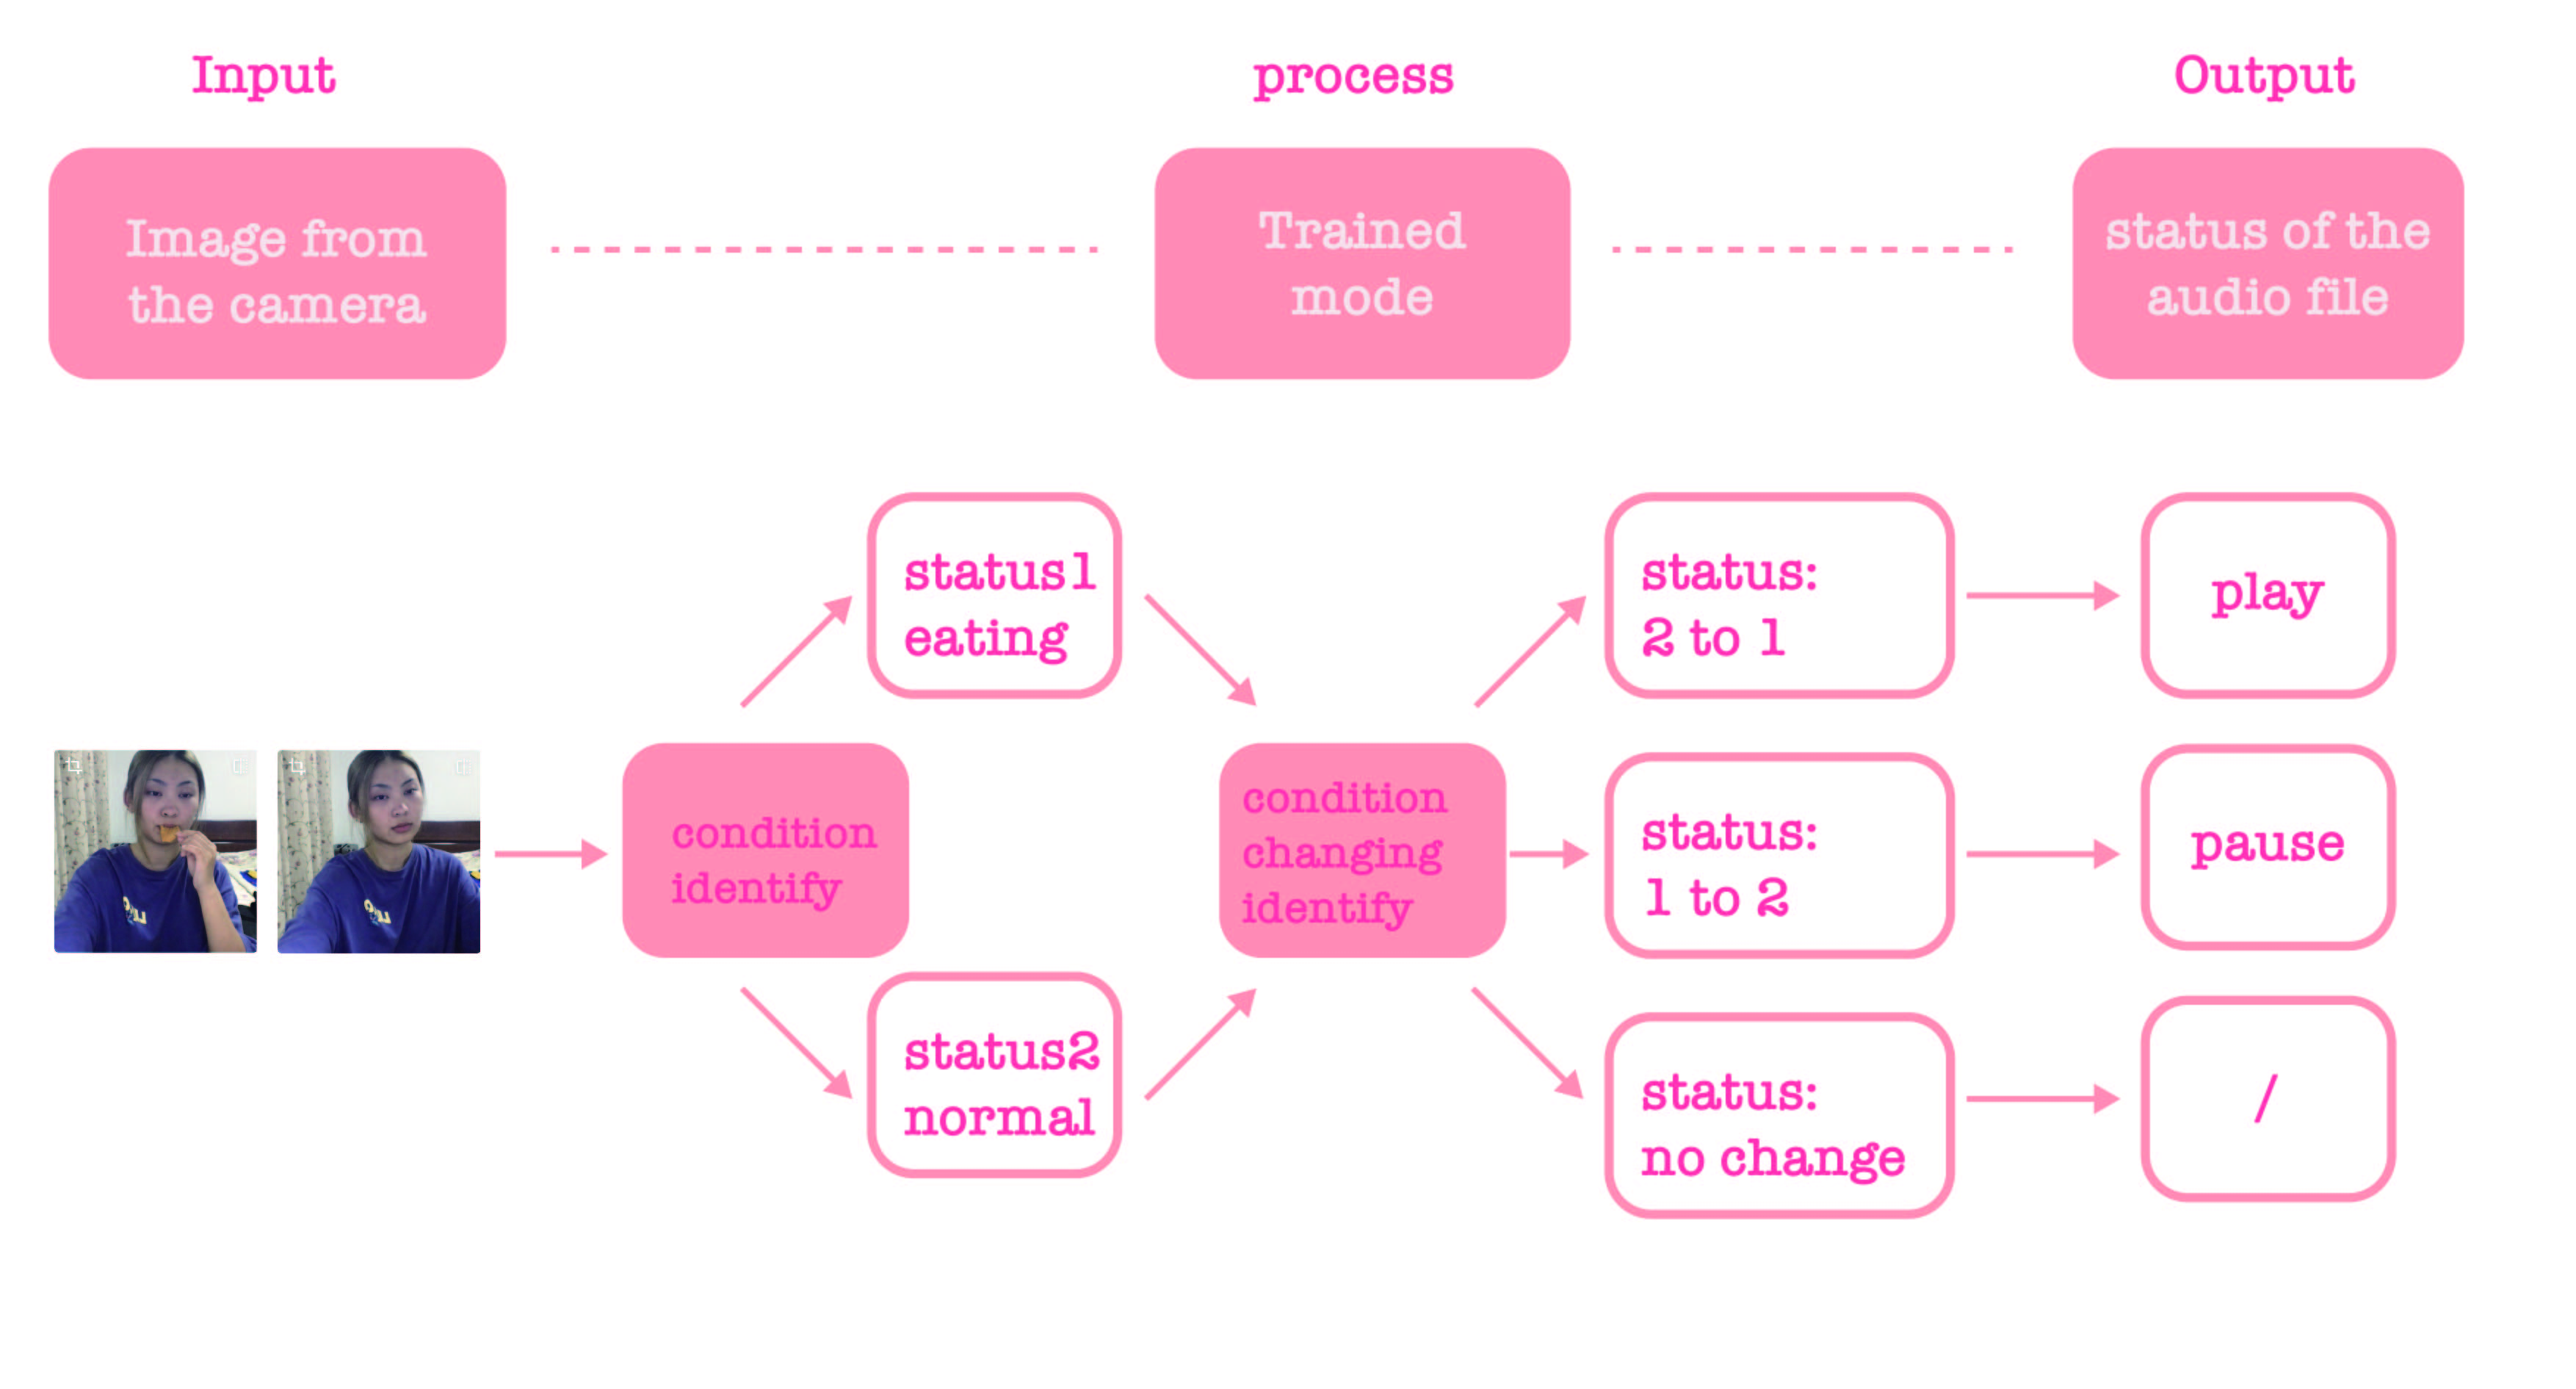 Input
process
Output
Image from
the camera
Trained
mode
status of the
audio file
status1
eating
status:
2 to 1
play
condition
identify
condition
changing
identify
status:
1 to 2
pause
status2
normal
status:
no change
/